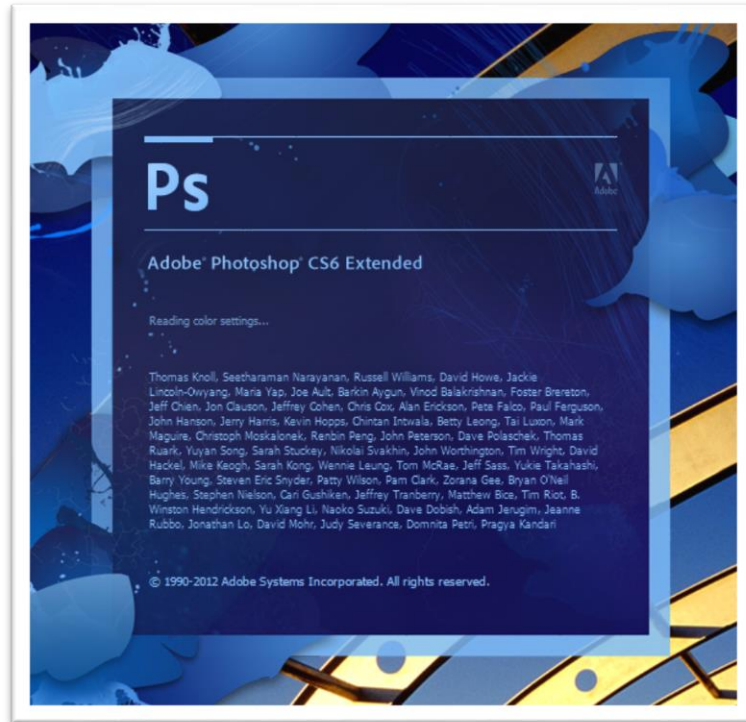 Ps
Adobe
Adobe® Photoshop® CS6 Extended
Reading color settings...
Thomas Knoll, Seetharaman Narayanan, Russell Williams, David Howe, Jackie
Lincoln-Owyang, Maria Yap, Joe Ault, Barkin Aygun, Vinod Balakrishnan, Foster Brereton,
Jeff Chien, Jon Clauson, Jeffrey Cohen, Chris Cox, Alan Erickson, Pete Falco, Paul Ferguson,
John Hanson, Jerry Harris, Kevin Hopps, Chintan Intwala, Betty Leong, Tai Luxon, Mark
Maguire, Christoph Moskalonek, Renbin Peng, John Peterson, Dave Polaschek, Thomas
Ruark, Yuyan Song, Sarah Stuckey, Nikolai Svakhin, John Worthington, Tim Wright, David
Hackel, Mike Keogh, Sarah Kong, Wennie Leung, Tom McRae, Jeff Sass, Yukie Takahashi,
Barry Young, Steven Eric Snyder, Patty Wilson, Pam Clark, Zorana Gee, Bryan O'Neil
Hughes, Stephen Nielson, Cari Gushiken, Jeffrey Tranberry, Matthew Bice, Tim Riot, B.
Winston Hendrickson, Yu Xiang Li, Naoko Suzuki, Dave Dobish, Adam Jerugim, Jeanne
Rubbo, Jonathan Lo, David Mohr, Judy Severance, Domnita Petri, Pragya Kandari
© 1990-2012 Adobe Systems Incorporated. All rights reserved.